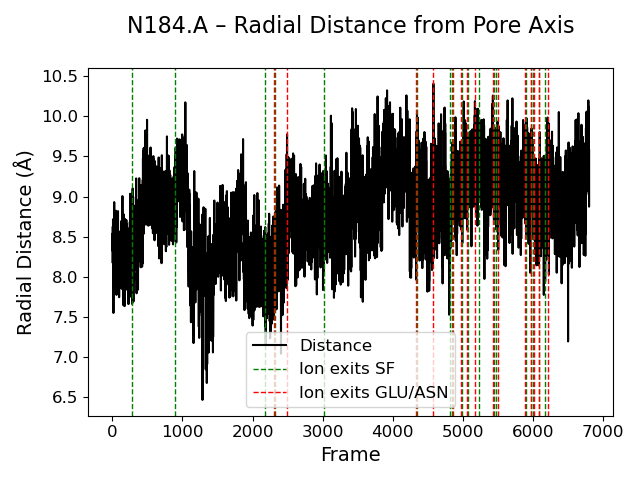 N184.A – Radial Distance from Pore Axis
Radial Distance (Å)
10.5
10.0
9.5
9.0
8.5
8.0
7.5
7.0
6.5
Distance
Ion exits SF
Ion exits GLU/ASN
0 1000 2000 3000 4000 5000 6000 7000
Frame